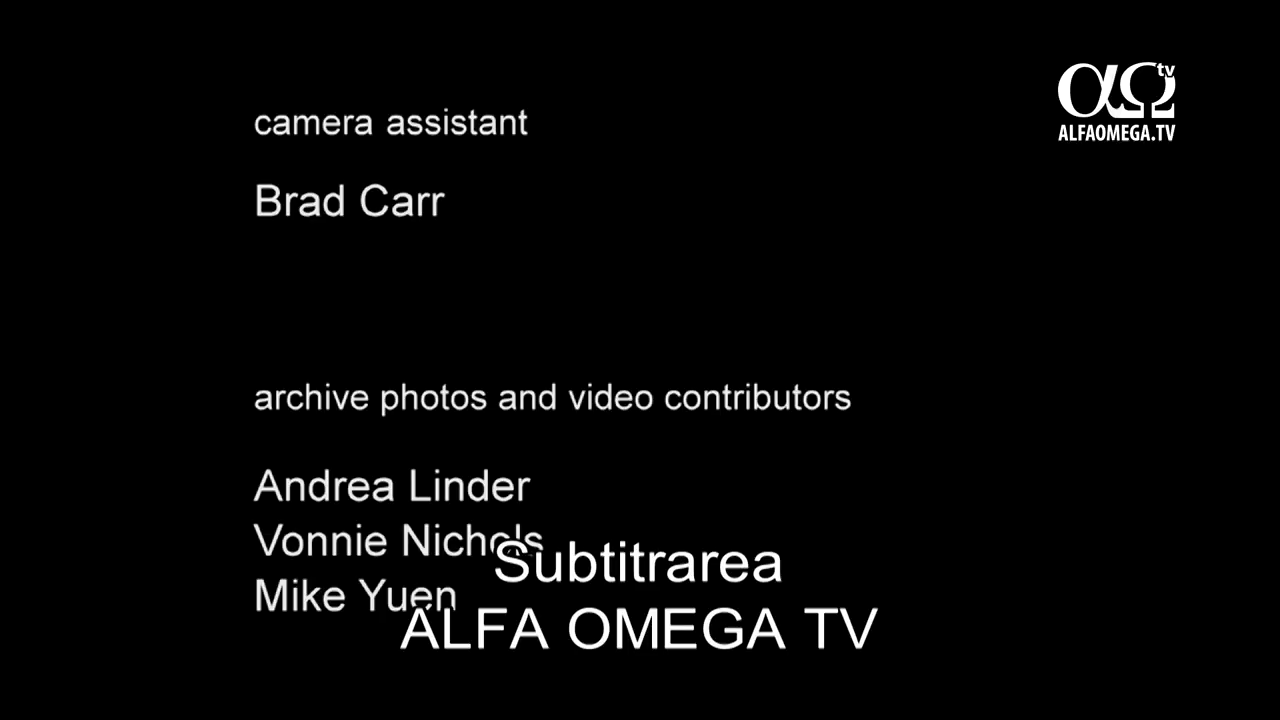 αΩ tv
ALFAOMEGA.TV
camera assistant
Brad Carr
archive photos and video contributors
Andrea Linder
Vonnie Nichols
Mike Yuen
Subtitrarea
ALFA OMEGA TV